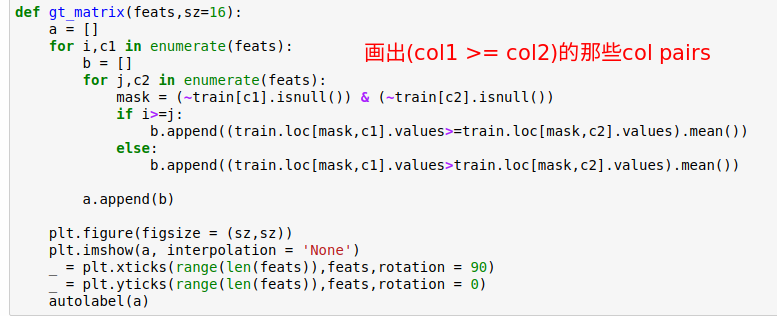 def gt_matrix(feats,sz=16):
    a = []
    for i,c1 in enumerate(feats):
画出(col1 >= col2)的那些col pairs
        b = []
        for j,c2 in enumerate(feats):
            mask = (~train[c1].isnull()) & (~train[c2].isnull())
            if i>=j:
                b.append((train.loc[mask,c1].values>=train.loc[mask,c2].values).mean())
            else:
                b.append((train.loc[mask,c1].values>train.loc[mask,c2].values).mean())
        a.append(b)
    plt.figure(figsize = (sz,sz))
    plt.imshow(a, interpolation = 'None')
    _ = plt.xticks(range(len(feats)),feats,rotation = 90)
    _ = plt.yticks(range(len(feats)),feats,rotation = 0)
    autolabel(a)